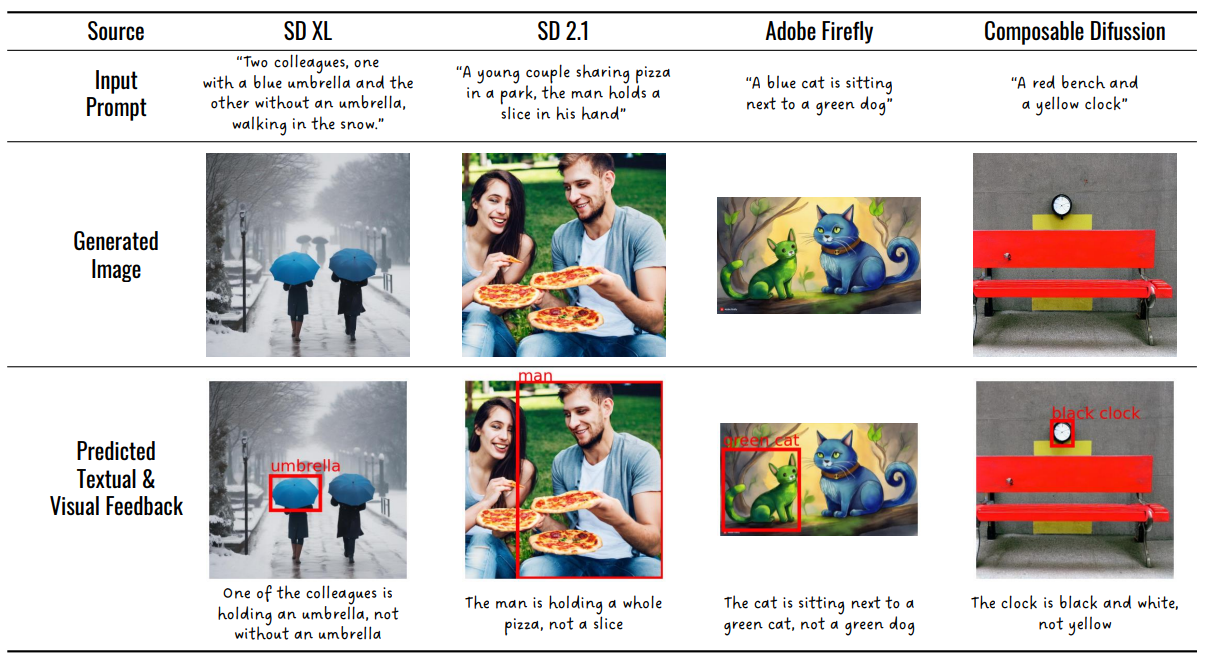 Source
SD XL
SD 2.1
Adobe Firefly
Composable Difussion
Input
Prompt
"Two colleagues, one
with a blue umbrella and the
other without an umbrella,
walking in the snow."
"A young couple sharing pizza
in a park, the man holds a
slice in his hand"
"A blue cat is sitting
next to a green dog"
"A red bench and
a yellow clock"
Generated
Image
Predicted
Textual &
Visual Feedback
umbrella
man
green cat
black clock
One of the colleagues is
holding an umbrella, not
without an umbrella
The man is holding a whole
pizza, not a slice
The cat is sitting next to a
green cat, not a green dog
The clock is black and white,
not yellow